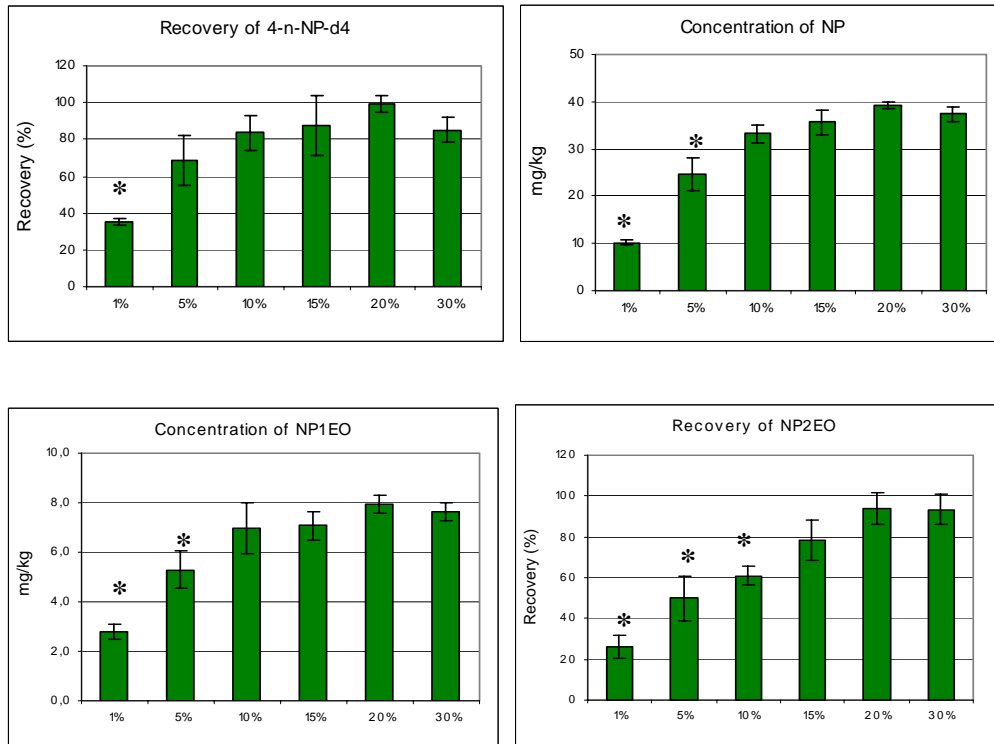 Recovery of 4-n-NP-d4
Recovery (%)
120
100
80
60
40
20
0
*
1% 5% 10% 15% 20% 30%
Concentration of NP
mg/kg
50
40
30
20
10
0
*
*
1% 5% 10% 15% 20% 30%
Concentration of NP1EO
mg/kg
10,0
8,0
6,0
4,0
2,0
0,0
*
*
1% 5% 10% 15% 20% 30%
Recovery of NP2EO
Recovery (%)
120
100
80
60
40
20
0
*
*
*
1% 5% 10% 15% 20% 30%